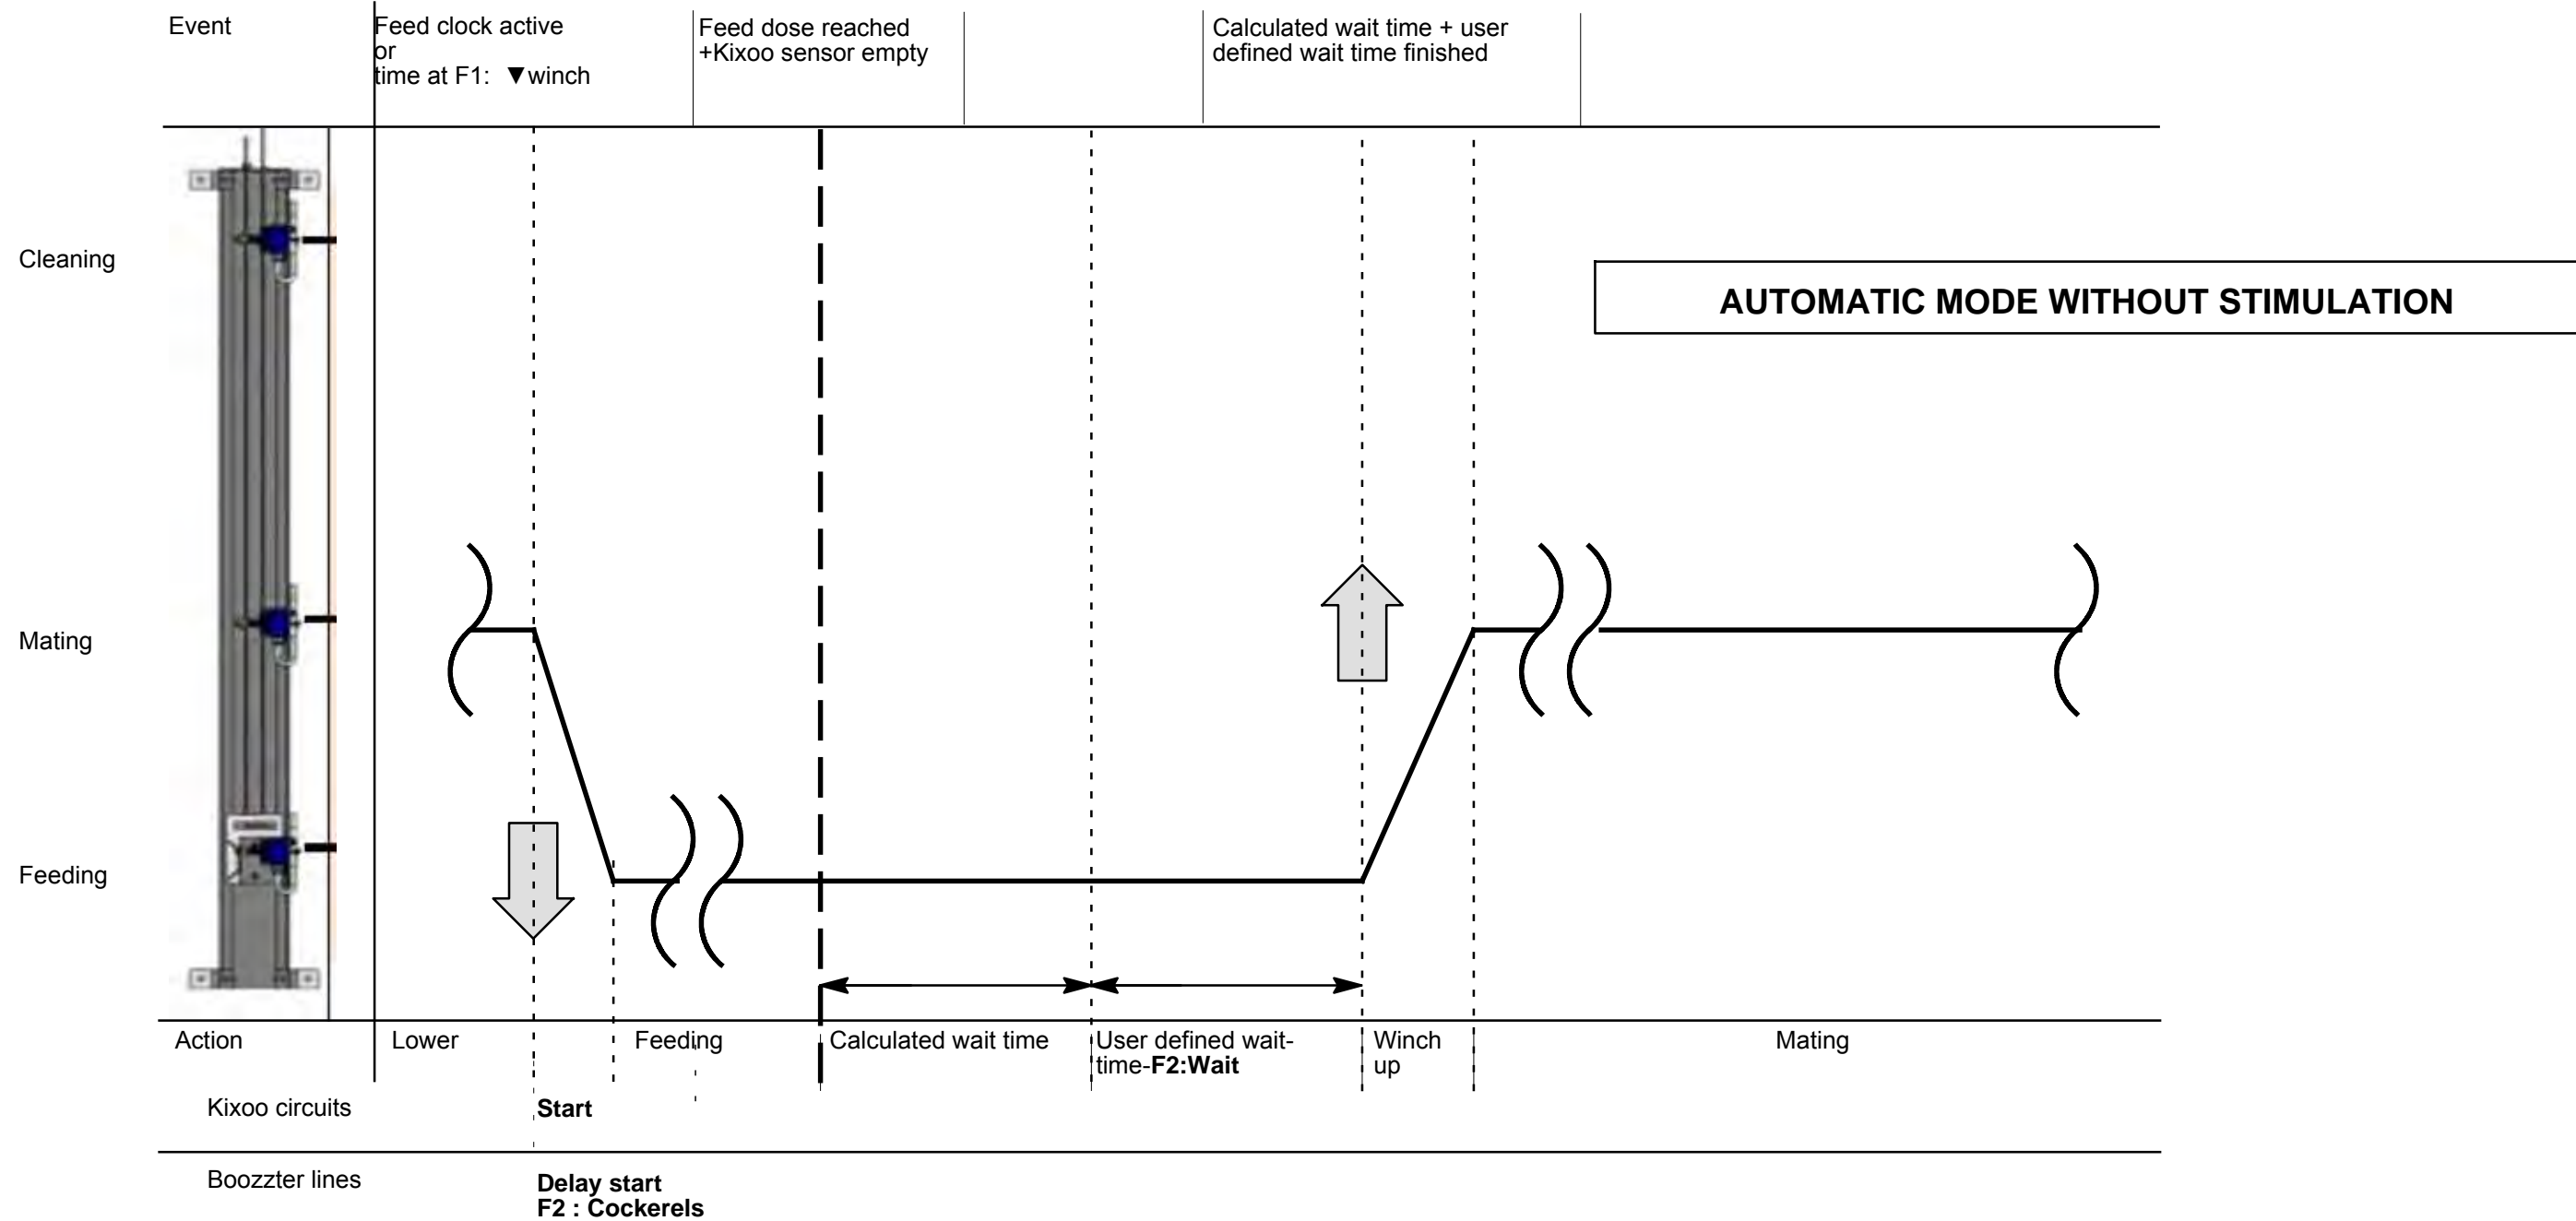 Event
Feed clock active
or
time at F1: ▼winch
Feed dose reached
+Kixoo sensor empty
Calculated wait time + user
defined wait time finished
Cleaning
AUTOMATIC MODE WITHOUT STIMULATION
Mating
Feeding
Action
Lower
Feeding
Calculated wait time
User defined wait-
time-F2:Wait
Winch
up
Mating
Kixoo circuits
Start
Boozzter lines
Delay start
F2 : Cockerels